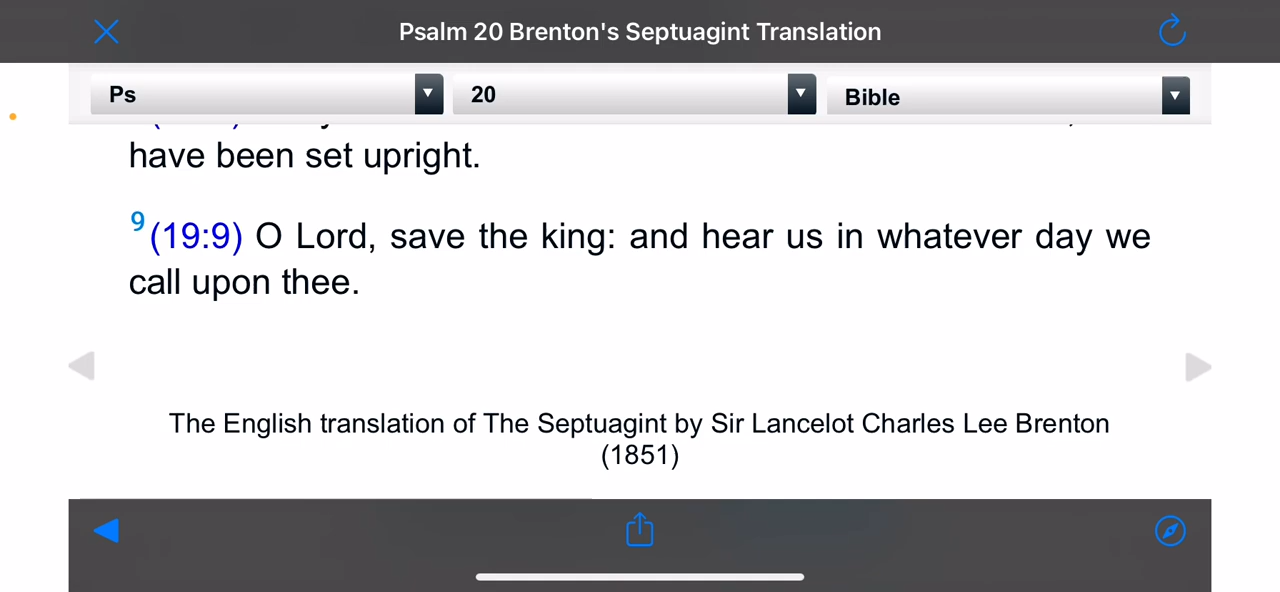 Psalm 20 Brenton's Septuagint Translation
Ps
20
Bible
have been set upright.
9 (19:9) O Lord, save the king: and hear us in whatever day we
call upon thee.
The English translation of The Septuagint by Sir Lancelot Charles Lee Brenton
(1851)